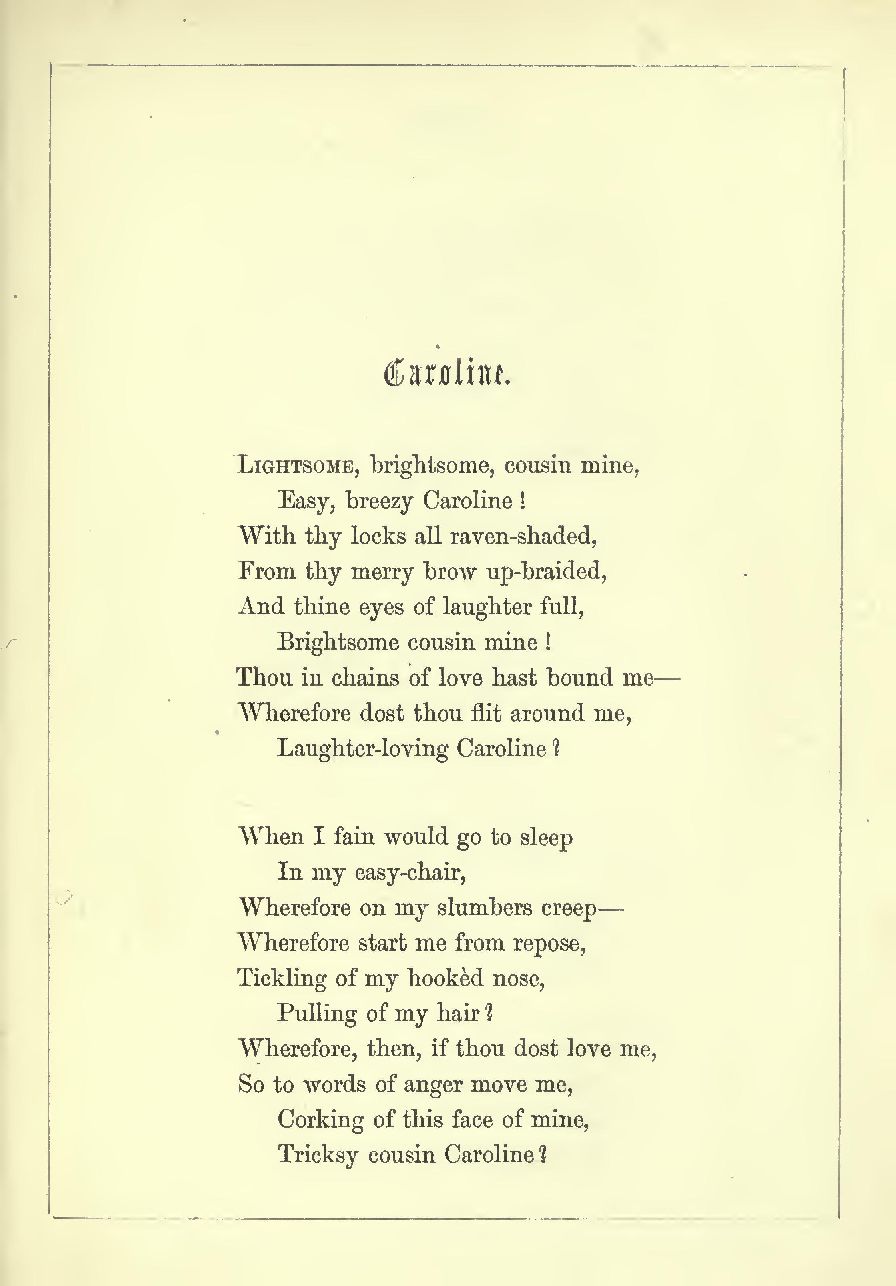 Caroline.
LIGHTSOME, brightsome, cousin mine,
Easy, breezy Caroline !
With thy locks all raven-shaded,
From thy merry brow up-braided,
And thine eyes of laughter full,
Brightsome cousin mine !
Thou in chains of love hast bound me—
Wherefore dost thou flit around me,
Laughter-loving Caroline ?
When I fain would go to sleep
In my easy-chair,
Wherefore on my slumbers creep—
Wherefore start me from repose,
Tickling of my hookèd nose,
Pulling of my hair ?
Wherefore, then, if thou dost love me,
So to words of anger move me,
Corking of this face of mine,
Tricksy cousin Caroline ?